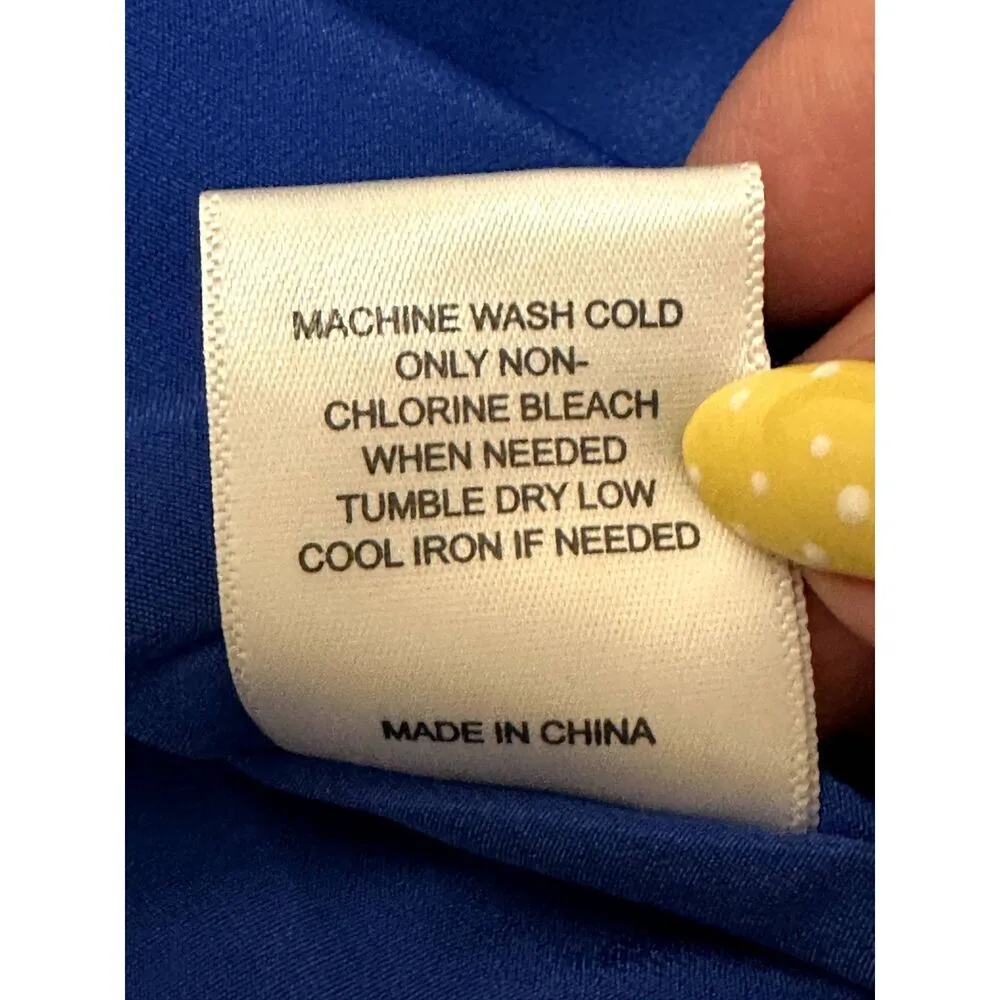 MACHINE WASH COLD
ONLY NON-
CHLORINE BLEACH
WHEN NEEDED
TUMBLE DRY LOW
COOL IRON IF NEEDED
MADE IN CHINA